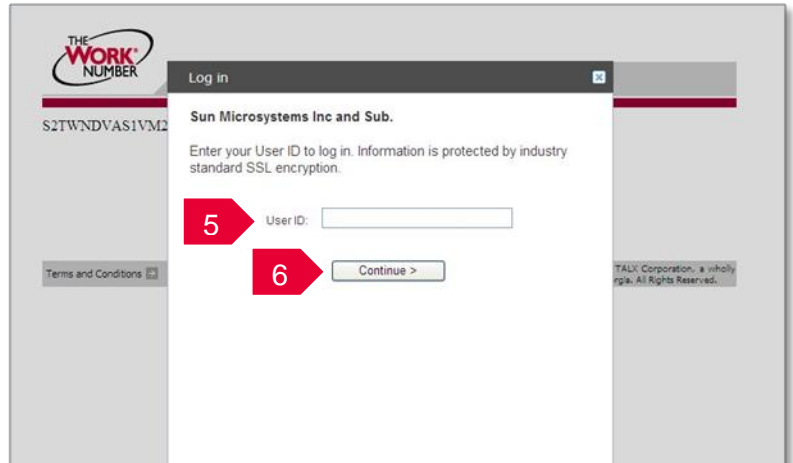 THE
WORK
NUMBER
Log in
S2TWNDVAS1VM2
Sun Microsystems Inc and Sub.
Enter your User ID to log in. Information is protected by industry
standard SSL encryption.
5
User ID:
6
Continue >
Terms and Conditions
TALX Corporation, a wholly
rgia. All Rights Reserved.